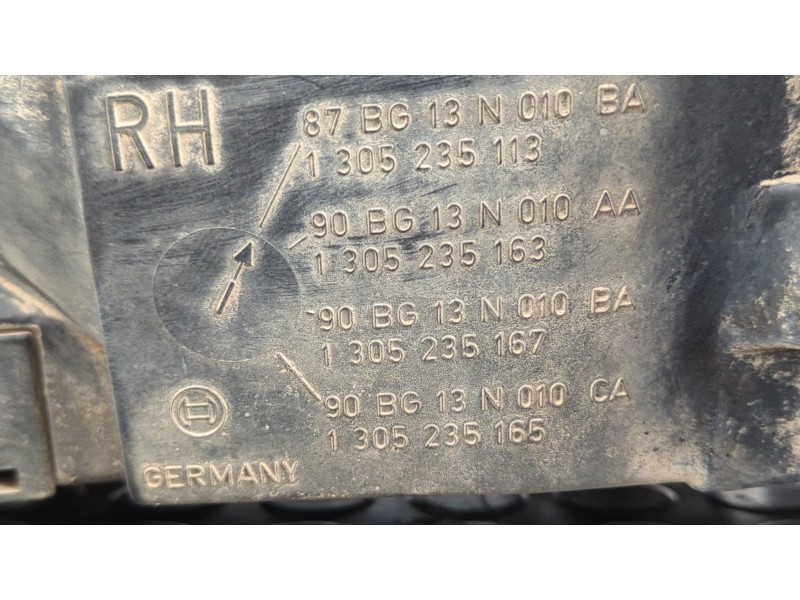 RH
87 BG 13 N 010 BA
1 305 235 113
90 BG 13 N 010 AA
1 305 235 163
90 BG 13 N 010 BA
1 305 235 167
90 BG 13 N 010 CA
1 305 235 165
GERMANY